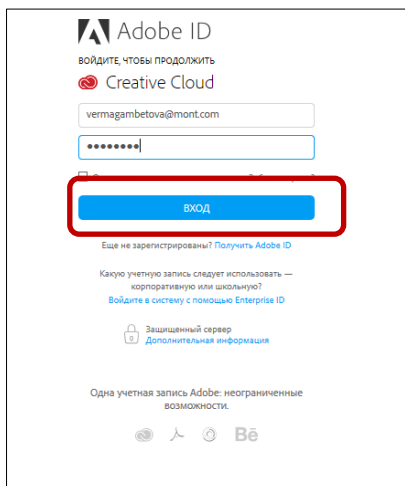 Adobe ID
ВОЙДИТЕ, ЧТОБЫ ПРОДОЛЖИТЬ
Creative Cloud
vermagambetova@mont.com
••••••••
ВХОД
Еще не зарегистрированы? Получить Adobe ID
Какую учетную запись следует использовать —
корпоративную или школьную?
Войдите в систему с помощью Enterprise ID
Защищенный сервер
Дополнительная информация
Одна учетная запись Adobe: неограниченные
возможности.
Bē